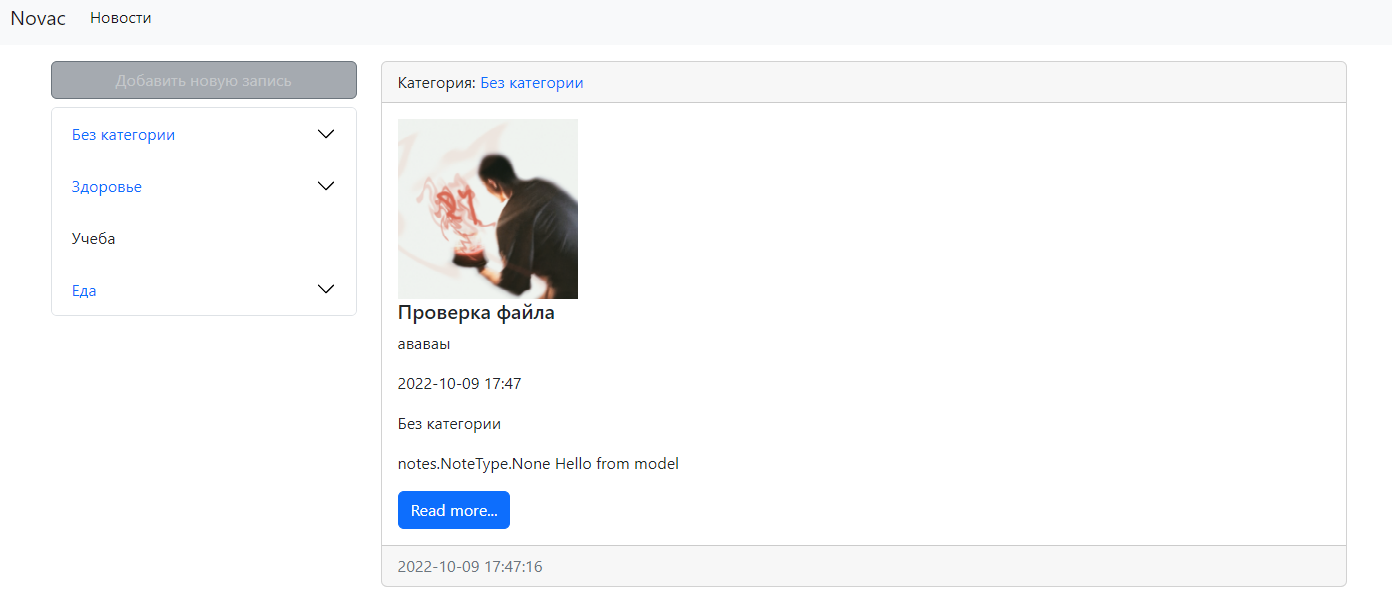 Novac Новости
Добавить новую запись
Без категории
Здоровье
Учеба
Еда
Категория: Без категории
Проверка файла
ававаы
2022-10-09 17:47
Без категории
notes.NoteType.None Hello from model
Read more...
2022-10-09 17:47:16